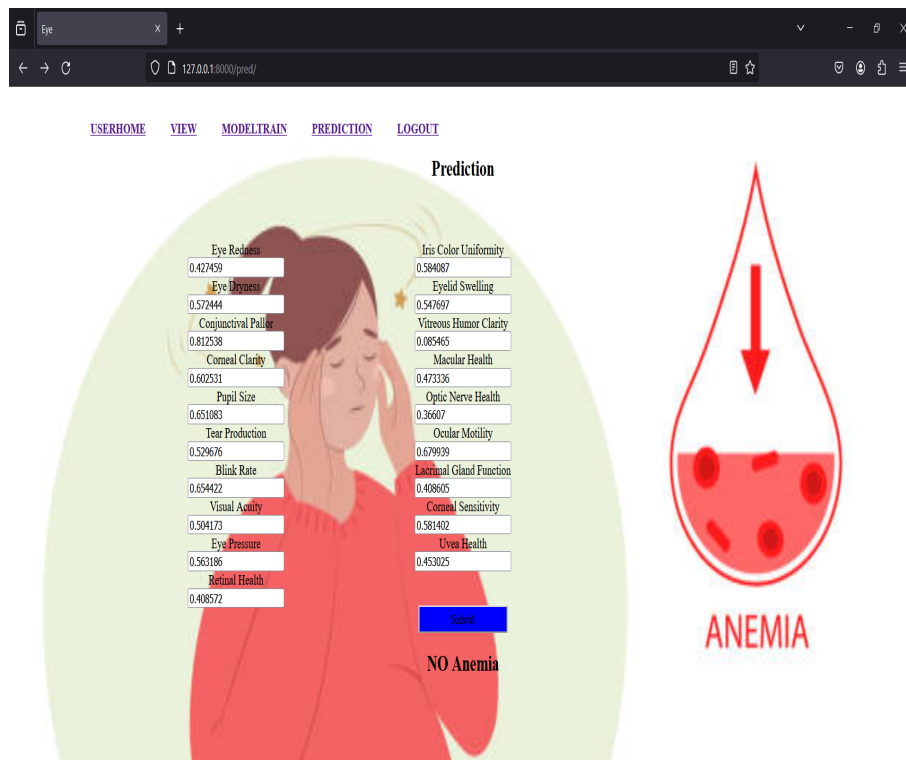 Eye
127.0.0.1:8000/pred/
USERHOME VIEW MODELTRAIN PREDICTION LOGOUT
Prediction
Eye Redness
0.427459
Eye Dryness
0.572444
Conjunctival Pallor
0.812538
Corneal Clarity
0.602531
Pupil Size
0.651083
Tear Production
0.529676
Blink Rate
0.654422
Visual Acuity
0.504173
Eye Pressure
0.563186
Retinal Health
0.408572
Iris Color Uniformity
0.584087
Eyelid Swelling
0.547697
Vitreous Humor Clarity
0.085465
Macular Health
0.473336
Optic Nerve Health
0.36607
Ocular Motility
0.679939
Lacrimal Gland Function
0.408605
Corneal Sensitivity
0.581402
Uvea Health
0.453025
Submit
NO Anemia
ANEMIA